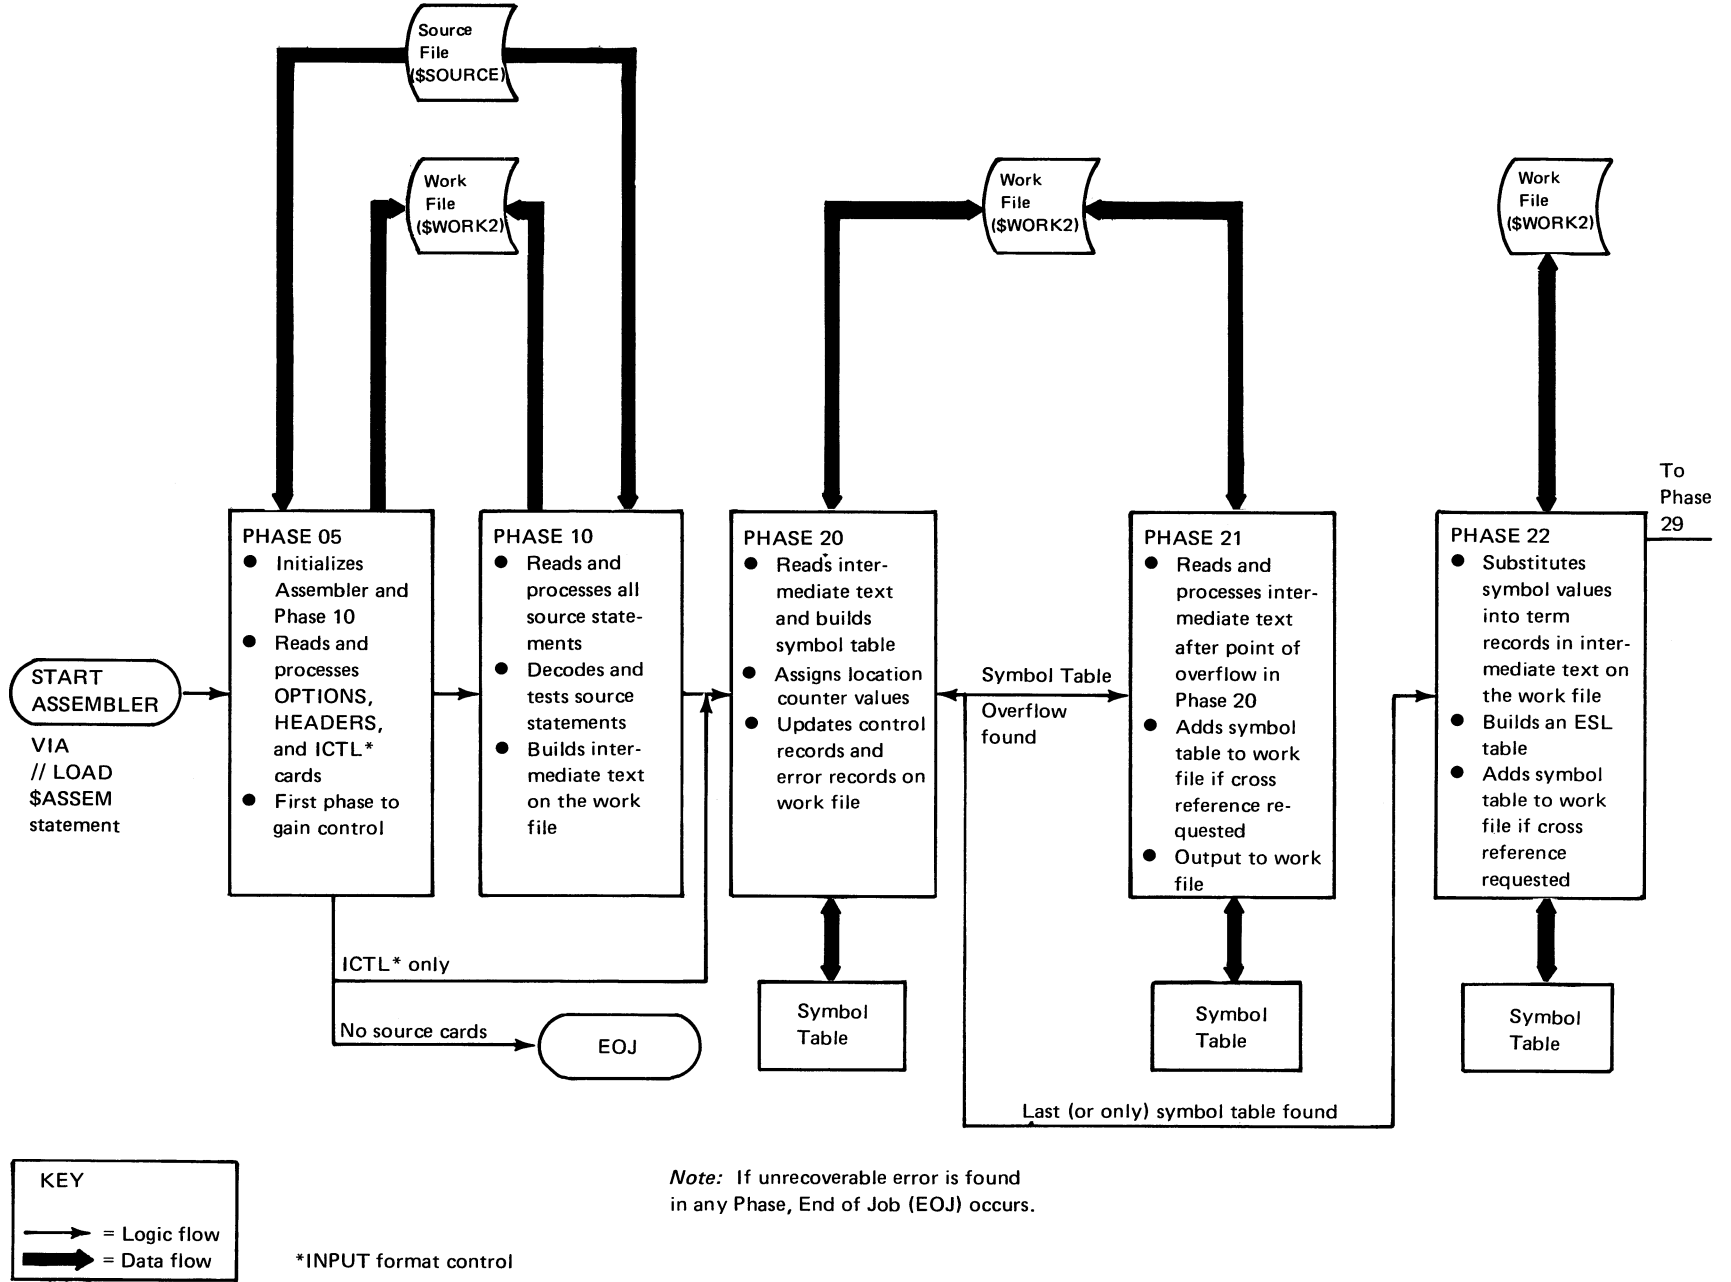 Source
File
($SOURCE)
Work
File
($WORK2)
Work
File
($WORK2)
Work
File
($WORK2)
To
Phase
29
START
ASSEMBLER
VIA
// LOAD
$ASSEM
statement
PHASE 05
● Initializes
Assembler and
Phase 10
● Reads and
processes
OPTIONS,
HEADERS,
and ICTL*
cards
● First phase to
gain control
PHASE 10
● Reads and
processes all
source state-
ments
● Decodes and
tests source
statements
● Builds inter-
mediate text
on the work
file
PHASE 20
● Reads inter-
mediate text
and builds
symbol table
● Assigns location
counter values
● Updates control
records and
error records on
work file
Symbol Table
Overflow
found
PHASE 21
● Reads and
processes inter-
mediate text
after point of
overflow in
Phase 20
● Adds symbol
table to work
file if cross
reference re-
quested
● Output to work
file
PHASE 22
● Substitutes
symbol values
into term
records in inter-
mediate text on
the work file
● Builds an ESL
table
● Adds symbol
table to work
file if cross
reference
requested
ICTL* only
No source cards
EOJ
Symbol
Table
Symbol
Table
Symbol
Table
Last (or only) symbol table found
KEY
= Logic flow
= Data flow
*INPUT format control
Note: If unrecoverable error is found
in any Phase, End of Job (EOJ) occurs.